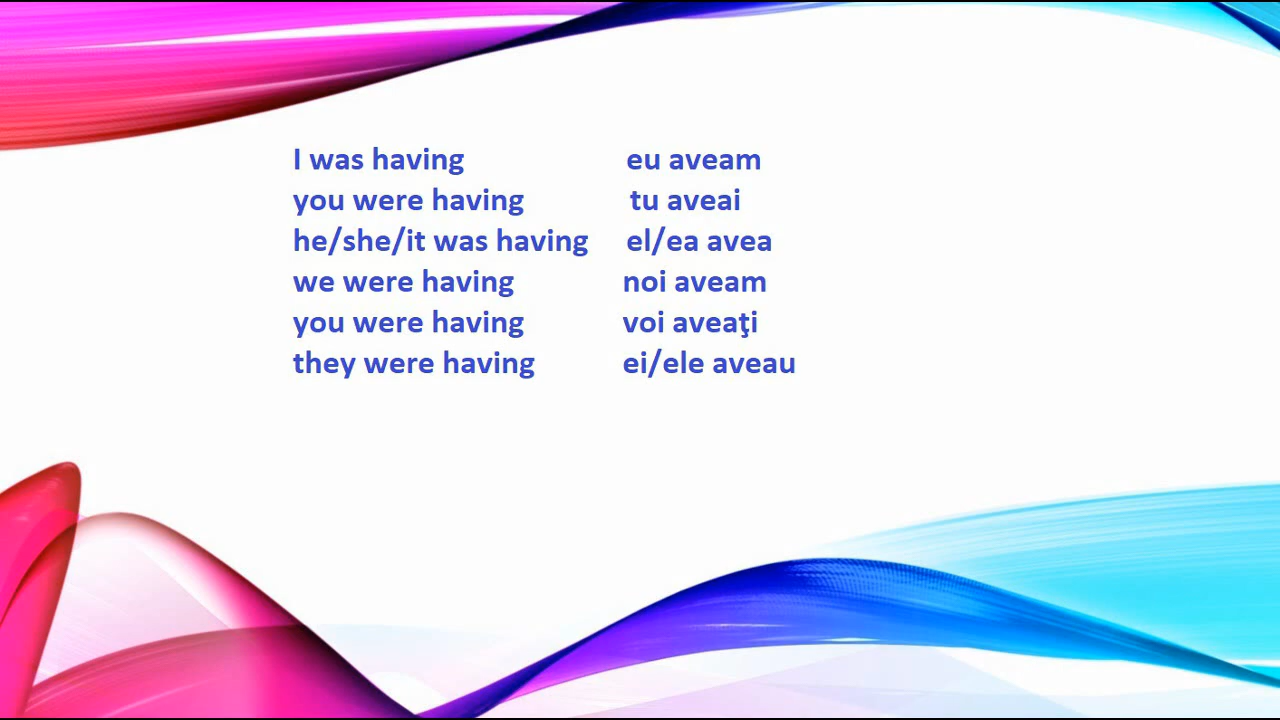 I was having eu aveam
you were having tu aveai
he/she/it was having el/ea avea
we were having noi aveam
you were having voi aveaţi
they were having ei/ele aveau